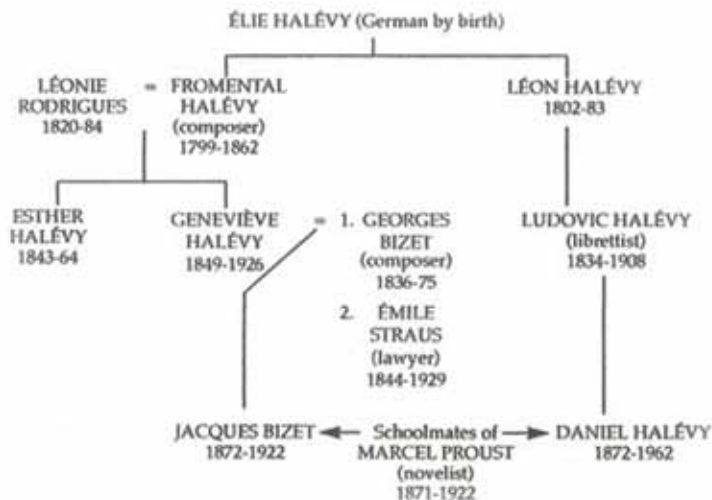 ÉLIE HALÉVY (German by birth)
LÉONIE
RODRIGUES
1820-84
=
FROMENTAL
HALÉVY
(composer)
1799-1862
LÉON HALÉVY
1802-83
ESTHER
HALÉVY
1843-64
GENEVIÈVE
HALÉVY
1849-1926
=
1. GEORGES
BIZET
(composer)
1836-75
2. ÉMILE
STRAUS
(lawyer)
1844-1929
LUDOVIC HALÉVY
(librettist)
1834-1908
JACQUES BIZET
1872-1922
Schoolmates of
MARCEL PROUST
(novelist)
1871-1922
DANIEL HALÉVY
1872-1962